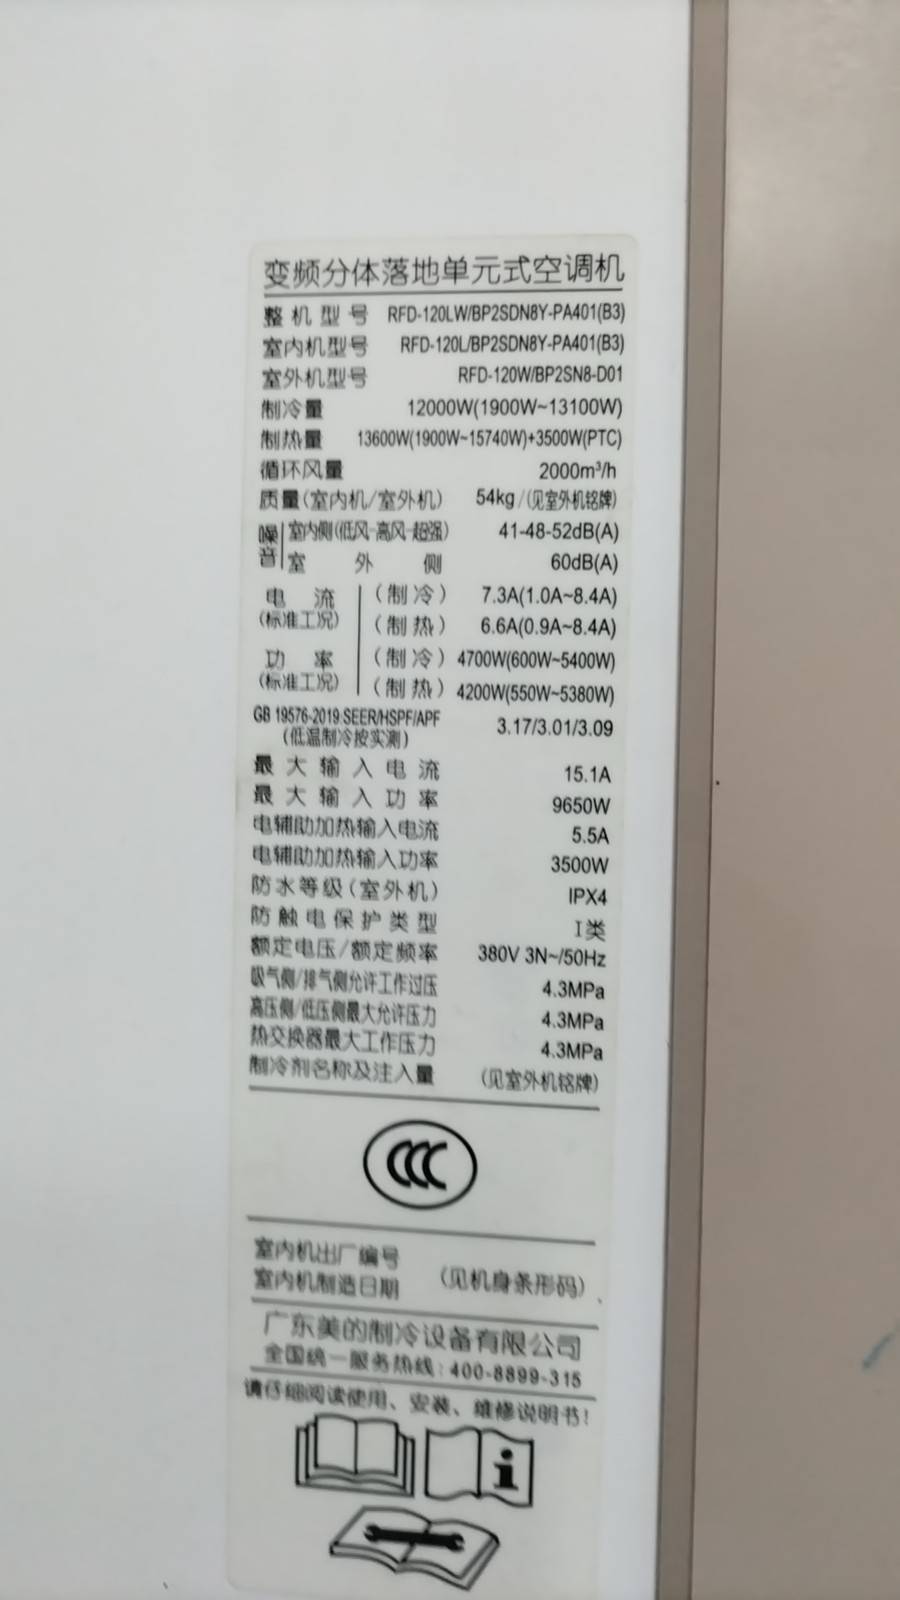 变频分体落地单元式空调机
整机型号 RFD-120LW/BP2SDN8Y-PA401(B3)
室内机型号 RFD-120L/BP2SDN8Y-PA401(B3)
室外机型号 RFD-120W/BP2SN8-D01
制冷量 12000W(1900W~13100W)
制热量 13600W(1900W~15740W)+3500W(PTC)
循环风量 2000m³/h
质量(室内机/室外机) 54kg/(见室外机铭牌)
噪音 室内侧(低风-高风-超强) 41-48-52dB(A)
室外侧 60dB(A)
电流 (制冷) 7.3A(1.0A~8.4A)
(标准工况) (制热) 6.6A(0.9A~8.4A)
功率 (制冷) 4700W(600W~5400W)
(标准工况) (制热) 4200W(550W~5380W)
GB 19576-2019:SEER/HSPF/APF 3.17/3.01/3.09
(低温制冷按实测)
最大输入电流 15.1A
最大输入功率 9650W
电辅助加热输入电流 5.5A
电辅助加热输入功率 3500W
防水等级(室外机) IPX4
防触电保护类型 I类
额定电压/额定频率 380V 3N~/50Hz
吸气侧/排气侧允许工作过压 4.3MPa
高压侧/低压侧最大允许压力 4.3MPa
热交换器最大工作压力 4.3MPa
制冷剂名称及注入量 (见室外机铭牌)
CCC
室内机出厂编号
室内机制造日期 (见机身条形码)
广东美的制冷设备有限公司
全国统一服务热线:400-8899-315
请仔细阅读使用、安装、维修说明书!
i